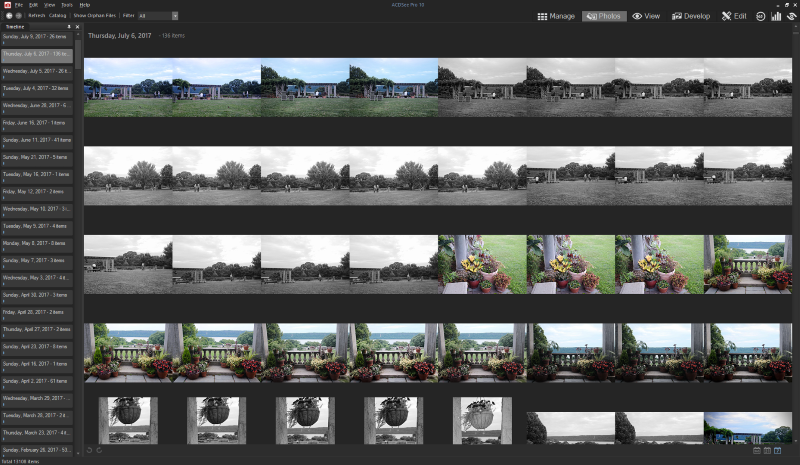 ACDSee Pro 10
File Edit View Tools Help
Refresh Catalog Show Orphan Files Filter All
Manage Photos View Develop Edit
Timeline
Thursday, July 6, 2017 - 136 items
Sunday, July 9, 2017 - 26 items
Thursday, July 6, 2017 - 136 ite...
Wednesday, July 5, 2017 - 26 it...
Tuesday, July 4, 2017 - 32 items
Wednesday, June 28, 2017 - 6...
Friday, June 16, 2017 - 1 items
Sunday, June 11, 2017 - 41 items
Sunday, May 21, 2017 - 5 items
Tuesday, May 16, 2017 - 1 items
Friday, May 12, 2017 - 2 items
Wednesday, May 10, 2017 - 5 i...
Tuesday, May 9, 2017 - 4 items
Monday, May 8, 2017 - 8 items
Sunday, May 7, 2017 - 3 items
Wednesday, May 3, 2017 - 4 it...
Sunday, April 30, 2017 - 3 items
Friday, April 28, 2017 - 2 items
Thursday, April 27, 2017 - 2 items
Sunday, April 23, 2017 - 8 items
Sunday, April 16, 2017 - 1 items
Sunday, April 2, 2017 - 61 items
Wednesday, March 29, 2017 - ...
Tuesday, March 28, 2017 - 2 it...
Thursday, March 23, 2017 - 4 it...
Sunday, February 26, 2017 - 53...
Total 13108 items